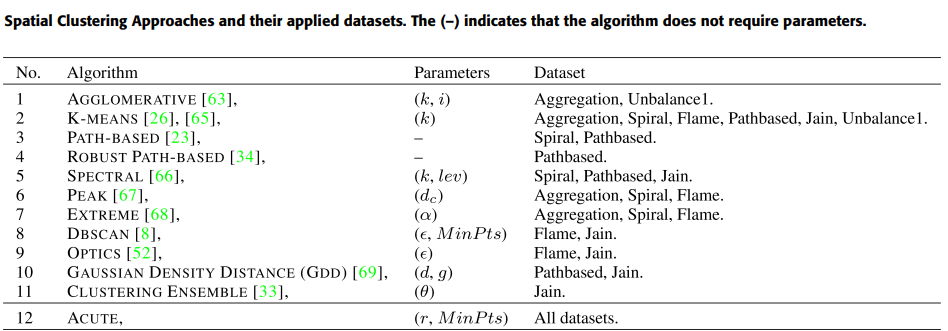 Spatial Clustering Approaches and their applied datasets. The (–) indicates that the algorithm does not require parameters.
No. Algorithm Parameters Dataset
1 AGGLOMERATIVE [63], (k, i) Aggregation, Unbalance1.
2 K-MEANS [26], [65], (k) Aggregation, Spiral, Flame, Pathbased, Jain, Unbalance1.
3 PATH-BASED [23], – Spiral, Pathbased.
4 ROBUST PATH-BASED [34], – Pathbased.
5 SPECTRAL [66], (k, lev) Spiral, Pathbased, Jain.
6 PEAK [67], (d_c) Aggregation, Spiral, Flame.
7 EXTREME [68], (α) Aggregation, Spiral, Flame.
8 DBSCAN [8], (ϵ, MinPts) Flame, Jain.
9 OPTICS [52], (ϵ) Flame, Jain.
10 GAUSSIAN DENSITY DISTANCE (GDD) [69], (d, g) Pathbased, Jain.
11 CLUSTERING ENSEMBLE [33], (θ) Jain.
12 ACUTE, (r, MinPts) All datasets.